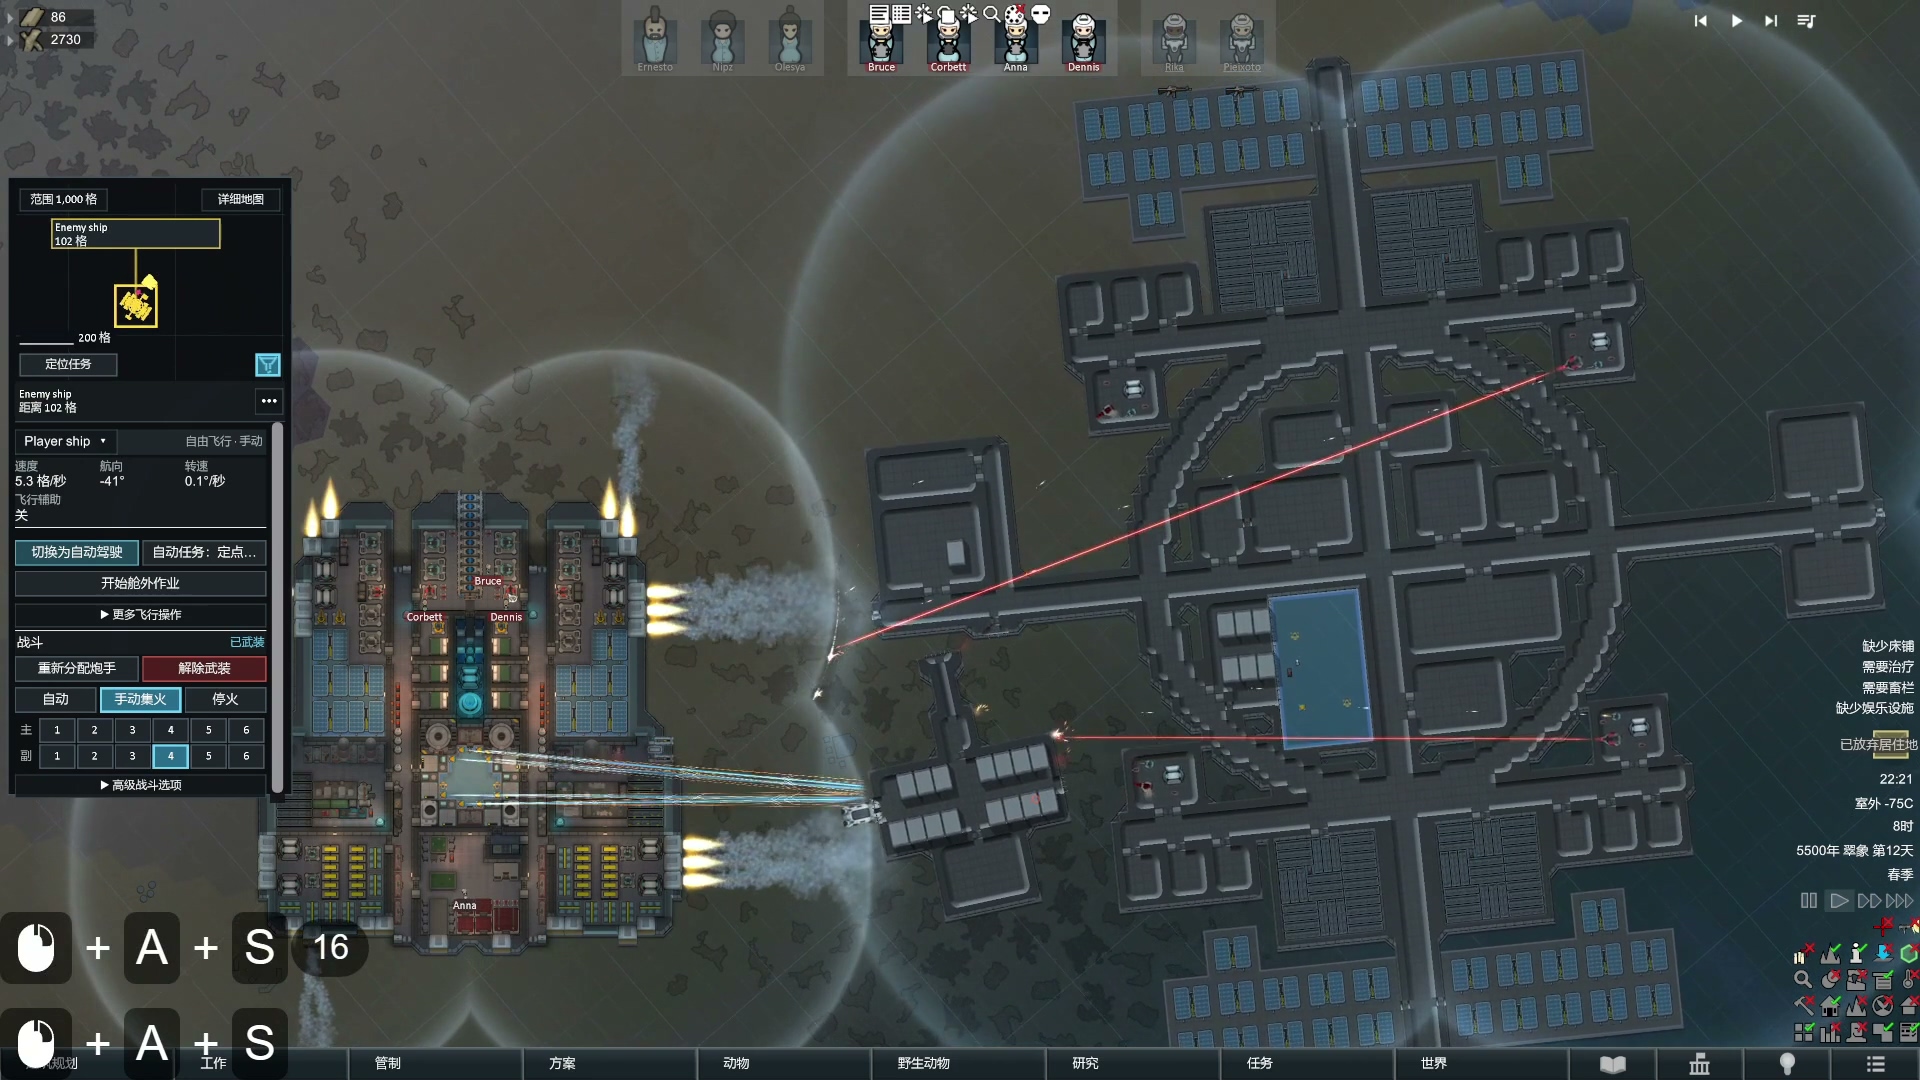 86
2730
Ernesto
Nipz
Olesya
Bruce
Corbett
Anna
Dennis
Rika
Pieixoto
范围 1,000 格
详细地图
Enemy ship
102 格
200 格
定位任务
Enemy ship
距离 102 格
Player ship
自由飞行 · 手动
速度
航向
转速
5.3 格/秒
-41°
0.1°/秒
飞行辅助
关
切换为自动驾驶
自动任务：定点...
开始舱外作业
更多飞行操作
战斗
已武装
重新分配炮手
解除武装
自动
手动集火
停火
主 1 2 3 4 5 6
副 1 2 3 4 5 6
高级战斗选项
Bruce
Corbett
Dennis
Anna
缺少床铺
需要治疗
需要畜栏
缺少娱乐设施
已放弃居住地
22:21
室外 -75C
8时
5500年 翠象 第12天
春季
+ A + S 16
+ A + S
规划
工作
管制
方案
动物
野生动物
研究
任务
世界